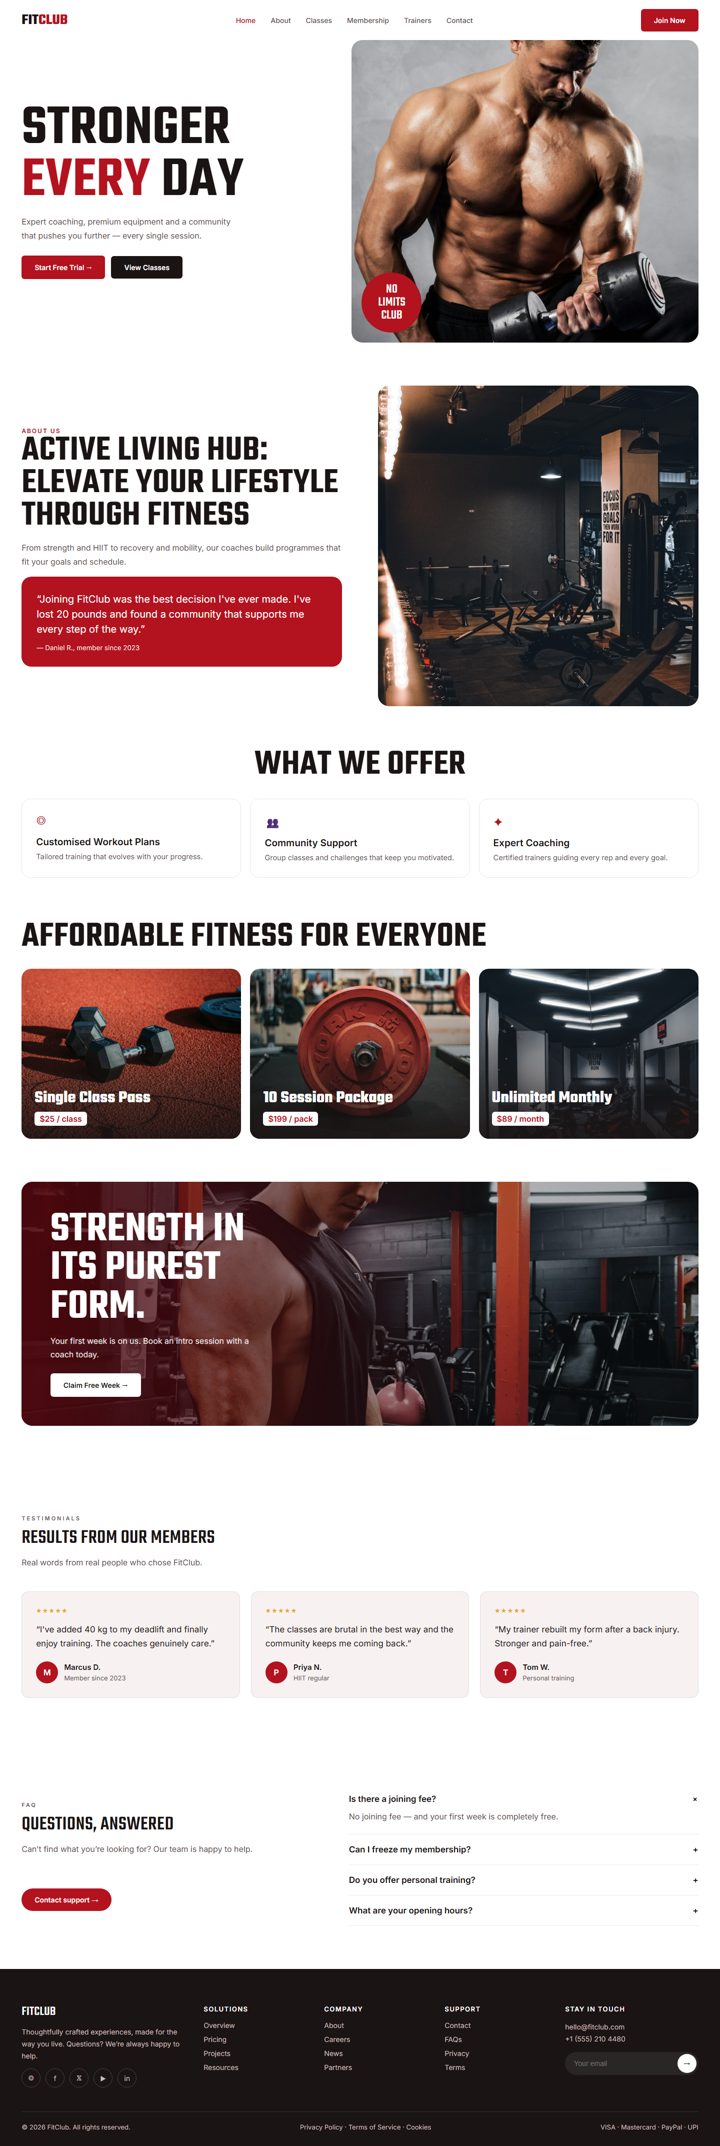 FITCLUB
Home About Classes Membership Trainers Contact
Join Now
STRONGER
EVERY DAY
Expert coaching, premium equipment and a community
that pushes you further — every single session.
Start Free Trial →
View Classes
NO
LIMITS
CLUB
ABOUT US
ACTIVE LIVING HUB:
ELEVATE YOUR LIFESTYLE
THROUGH FITNESS
From strength and HIIT to recovery and mobility, our coaches build programmes that
fit your goals and schedule.
“Joining FitClub was the best decision I've ever made. I've
lost 20 pounds and found a community that supports me
every step of the way.”
— Daniel R., member since 2023
FOCUS
ON YOUR
GOALS
THEN WORK
FOR IT
WHAT WE OFFER
Customised Workout Plans
Tailored training that evolves with your progress.
Community Support
Group classes and challenges that keep you motivated.
Expert Coaching
Certified trainers guiding every rep and every goal.
AFFORDABLE FITNESS FOR EVERYONE
Single Class Pass
$25 / class
YORK
10 Session Package
$199 / pack
RUN
Unlimited Monthly
$89 / month
STRENGTH IN
ITS PUREST
FORM.
Your first week is on us. Book an intro session with a
coach today.
Claim Free Week →
TESTIMONIALS
RESULTS FROM OUR MEMBERS
Real words from real people who chose FitClub.
★★★★★
“I've added 40 kg to my deadlift and finally
enjoy training. The coaches genuinely care.”
M
Marcus D.
Member since 2023
★★★★★
“The classes are brutal in the best way and the
community keeps me coming back.”
P
Priya N.
HIIT regular
★★★★★
“My trainer rebuilt my form after a back injury.
Stronger and pain-free.”
T
Tom W.
Personal training
FAQ
QUESTIONS, ANSWERED
Can't find what you're looking for? Our team is happy to help.
Contact support →
Is there a joining fee? ×
No joining fee — and your first week is completely free.
Can I freeze my membership? +
Do you offer personal training? +
What are your opening hours? +
FITCLUB
Thoughtfully crafted experiences, made for the
way you live. Questions? We're always happy to
help.
f 𝕏 ▶ in
SOLUTIONS
Overview
Pricing
Projects
Resources
COMPANY
About
Careers
News
Partners
SUPPORT
Contact
FAQs
Privacy
Terms
STAY IN TOUCH
hello@fitclub.com
+1 (555) 210 4480
Your email →
© 2026 FitClub. All rights reserved.
Privacy Policy · Terms of Service · Cookies
VISA · Mastercard · PayPal · UPI